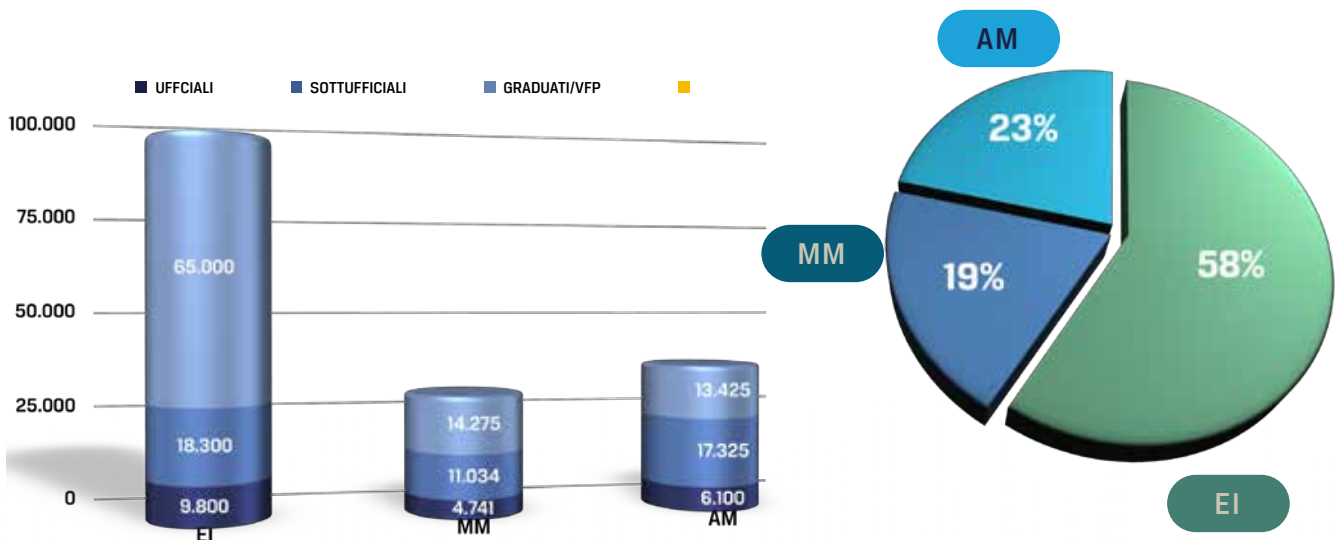 UFFCIALI SOTTUFFICIALI GRADUATI/VFP
100.000
75.000
50.000
25.000
0
65.000
18.300
9.800
EI
14.275
11.034
4.741
MM
13.425
17.325
6.100
AM
AM
23%
MM
19%
58%
EI